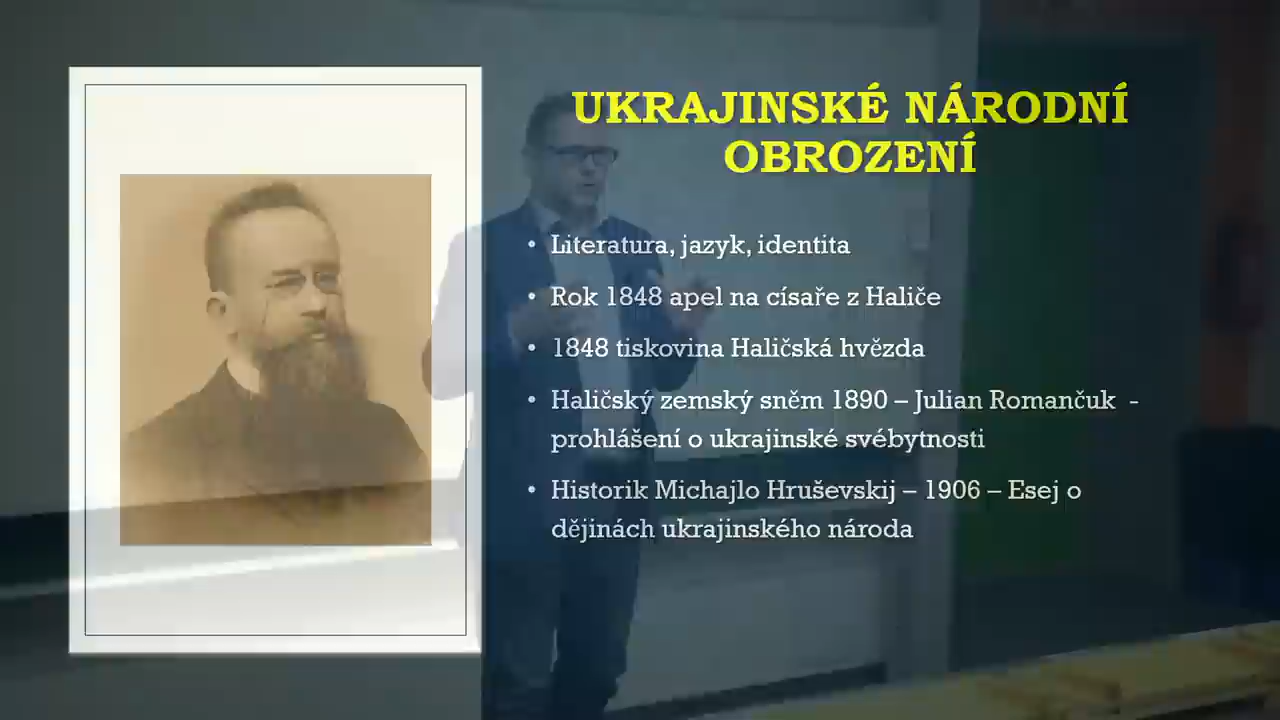 UKRAJINSKÉ NÁRODNÍ
OBROZENÍ
• Literatura, jazyk, identita
• Rok 1848 apel na císaře z Haliče
• 1848 tiskovina Haličská hvězda
• Haličský zemský sněm 1890 – Julian Romančuk -
prohlášení o ukrajinské svébytnosti
• Historik Michajlo Hruševskij – 1906 – Esej o
dějinách ukrajinského národa